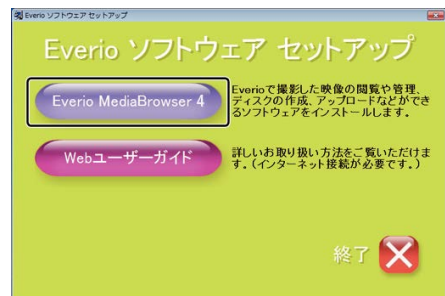 Everio ソフトウェア セットアップ
Everio ソフトウェア セットアップ
Everio MediaBrowser 4
Everioで撮影した映像の閲覧や管理、
ディスクの作成、アップロードなどができ
るソフトウェアをインストールします。
Webユーザーガイド
詳しいお取り扱い方法をご覧いただけま
す。(インターネット接続が必要です。)
終了